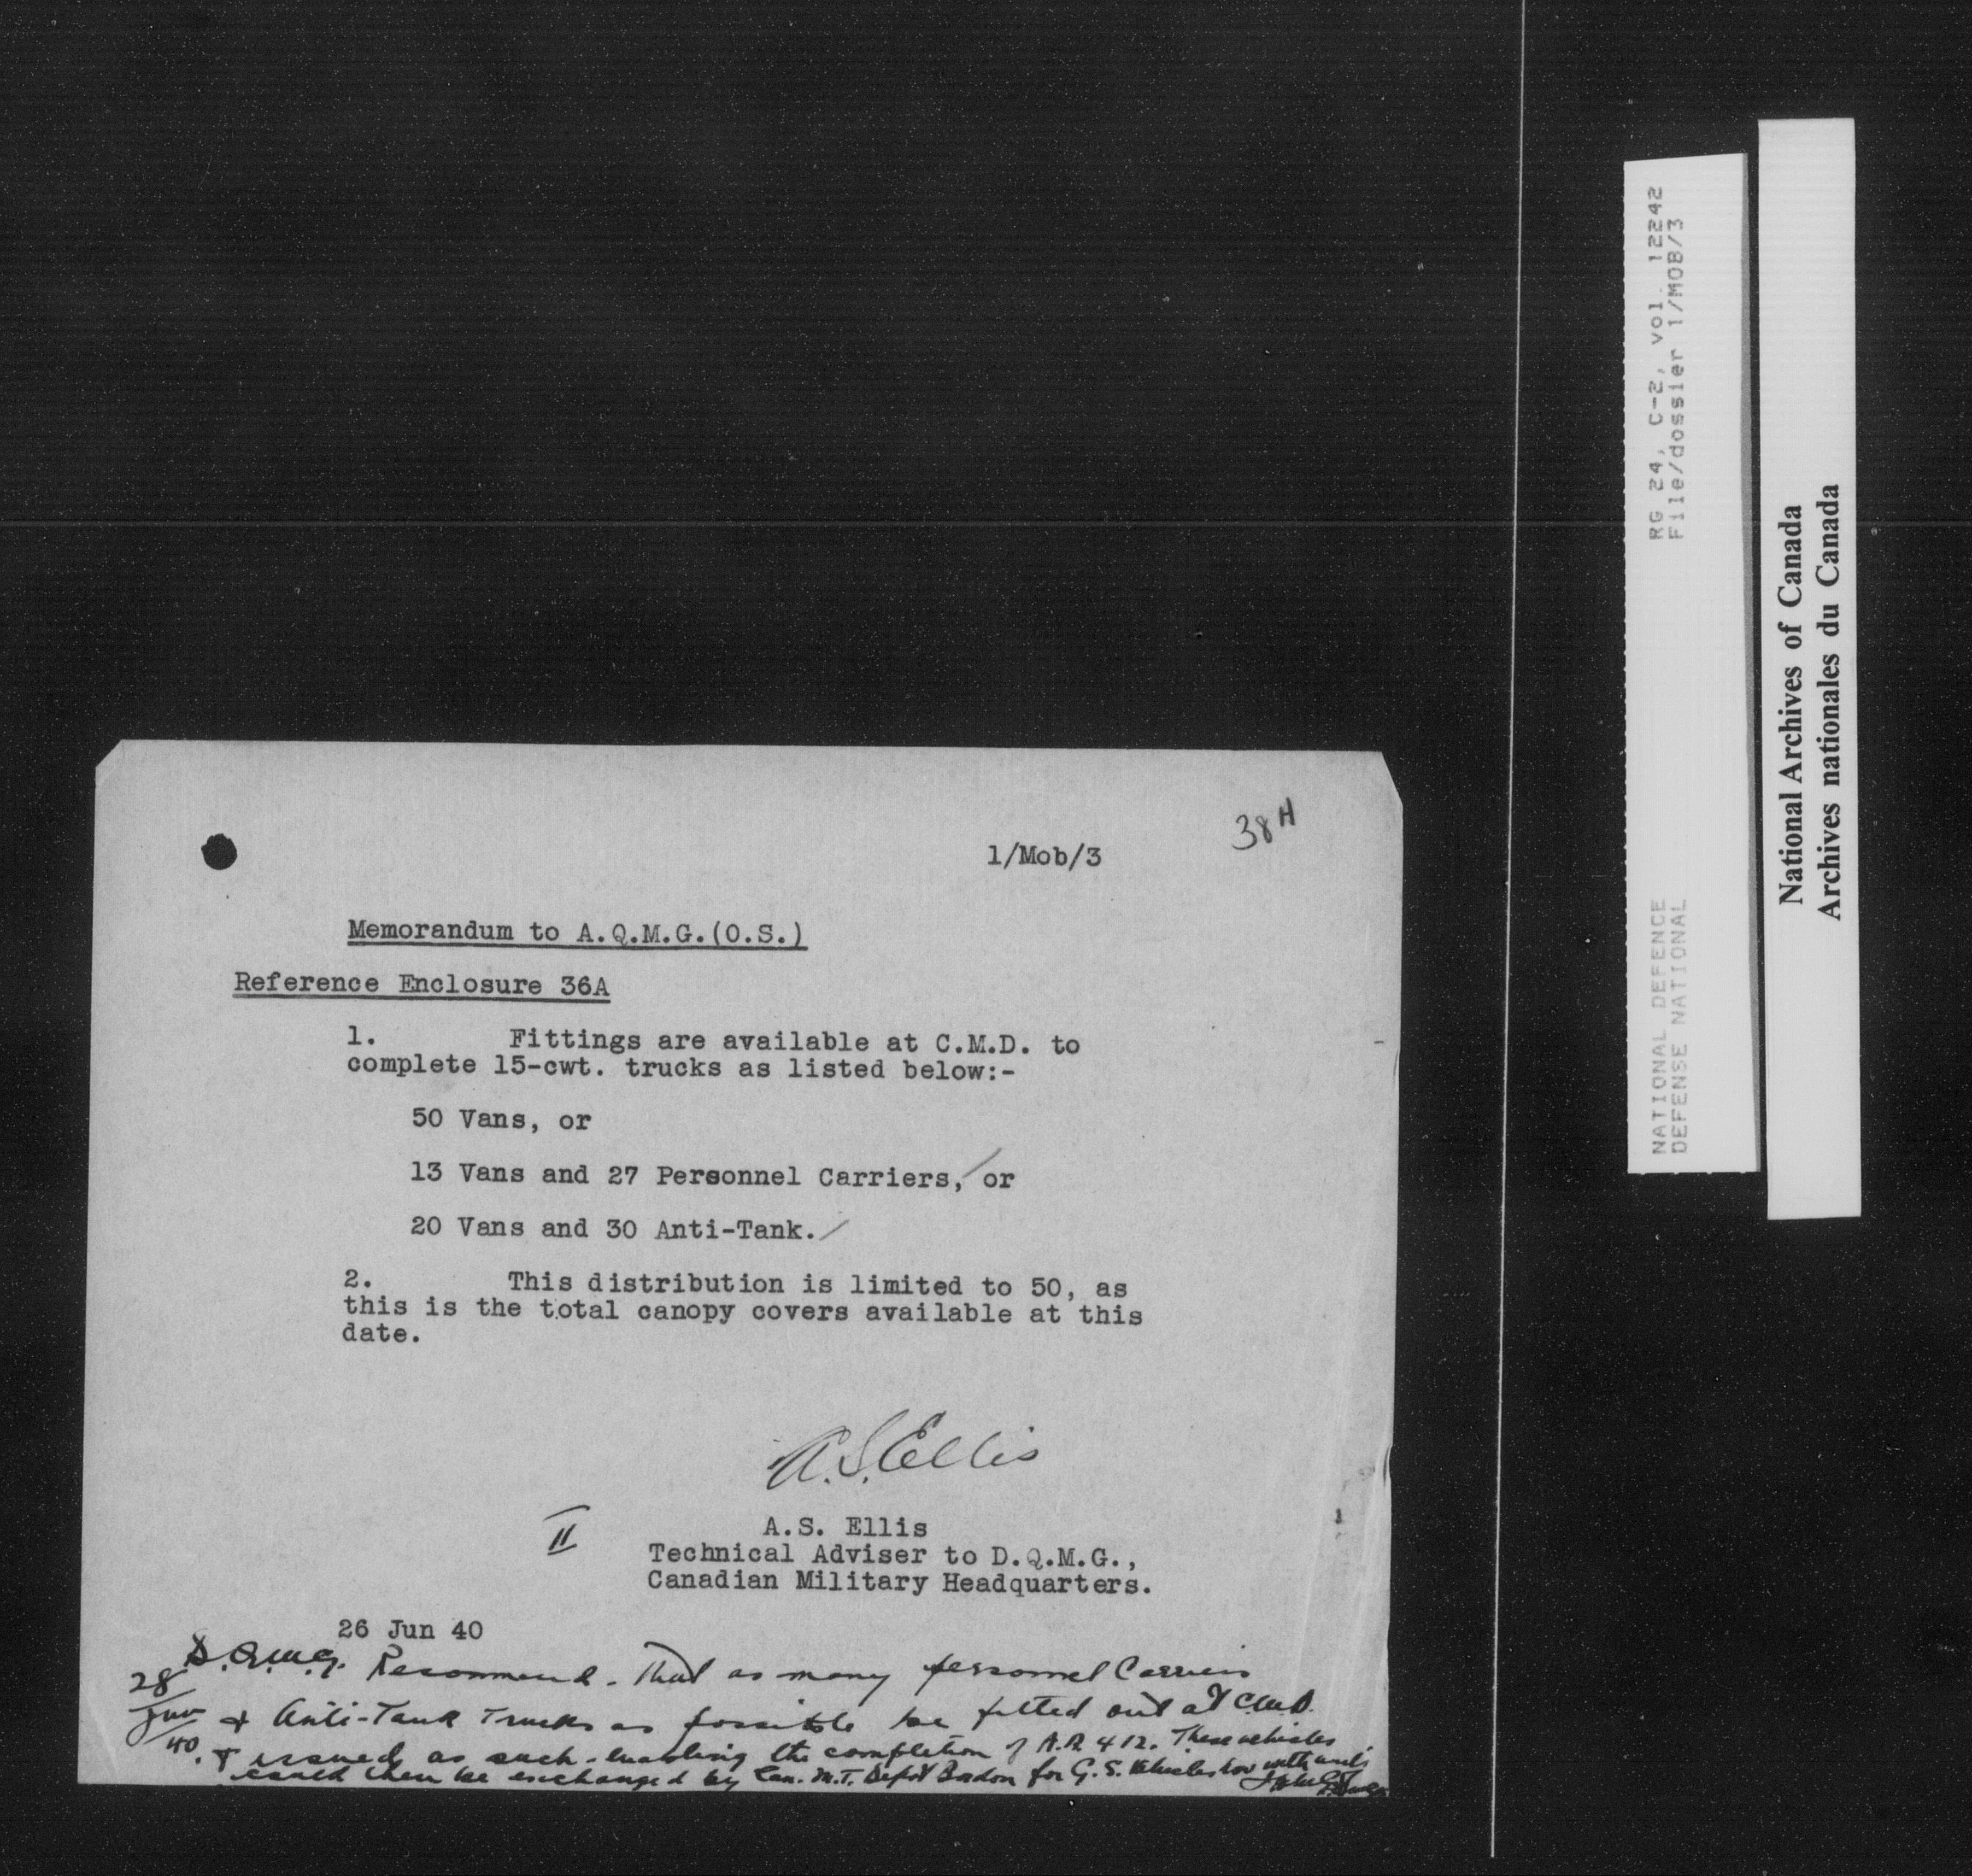 38H
1/Mob/3
Memorandum to A.Q.M.G.(O.S.)
Reference Enclosure 36A
1. Fittings are available at C.M.D. to
complete 15-cwt. trucks as listed below:-
50 Vans, or
13 Vans and 27 Personnel Carriers, or
20 Vans and 30 Anti-Tank.
2. This distribution is limited to 50, as
this is the total canopy covers available at this
date.
A.S. Ellis
II
A.S. Ellis
Technical Adviser to D.Q.M.G.,
Canadian Military Headquarters.
26 Jun 40
D.Q.M.G. Recommend. That as many personnel Carriers
28
Jun & Anti-Tank Trucks as possible be fitted out at C.M.D.
40. & issued as such - enabling the completion of A.R 412. These vehicles
could then be exchanged by Can. M.T. Depot Bordon for G.S. Vehicles now with units
RG 24, C-2, vol. 12242
File/dossier 1/MOB/3
NATIONAL DEFENCE
DEFENSE NATIONAL
National Archives of Canada
Archives nationales du Canada